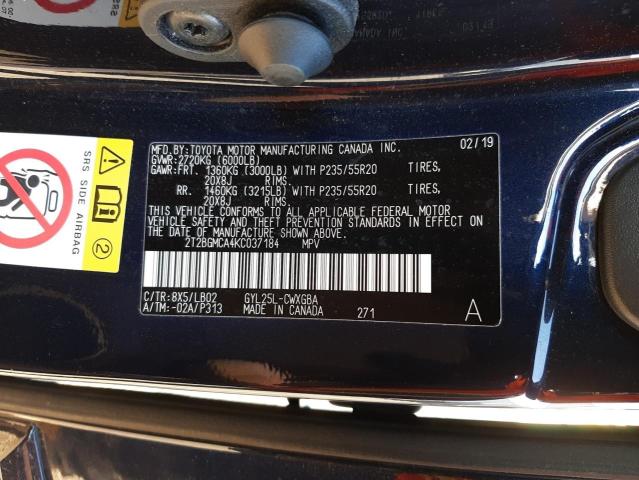 MFD.BY:TOYOTA MOTOR MANUFACTURING CANADA INC. 02/19
GVWR:2720KG (6000LB)
GAWR:FRT. 1360KG (3000LB) WITH P235/55R20 TIRES,
20X8J RIMS.
RR. 1460KG (3215LB) WITH P235/55R20 TIRES,
20X8J RIMS.
THIS VEHICLE CONFORMS TO ALL APPLICABLE FEDERAL MOTOR
VEHICLE SAFETY AND THEFT PREVENTION STANDARDS IN EFFECT ON
THE DATE OF MANUFACTURE SHOWN ABOVE.
2T2BGMCA4KC037184 MPV
C/TR:8X5/LB02 GYL25L-CWXGBA
A/TM:-02A/P313 MADE IN CANADA 271 A
SRS SIDE AIRBAG
2